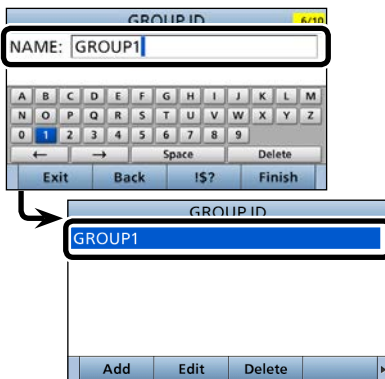 GROUP ID 6/10
NAME: GROUP1
A B C D E F G H I J K L M
N O P Q R S T U V W X Y Z
0 1 2 3 4 5 6 7 8 9
← → Space Delete
Exit Back !$? Finish
GROUP ID
GROUP1
Add Edit Delete